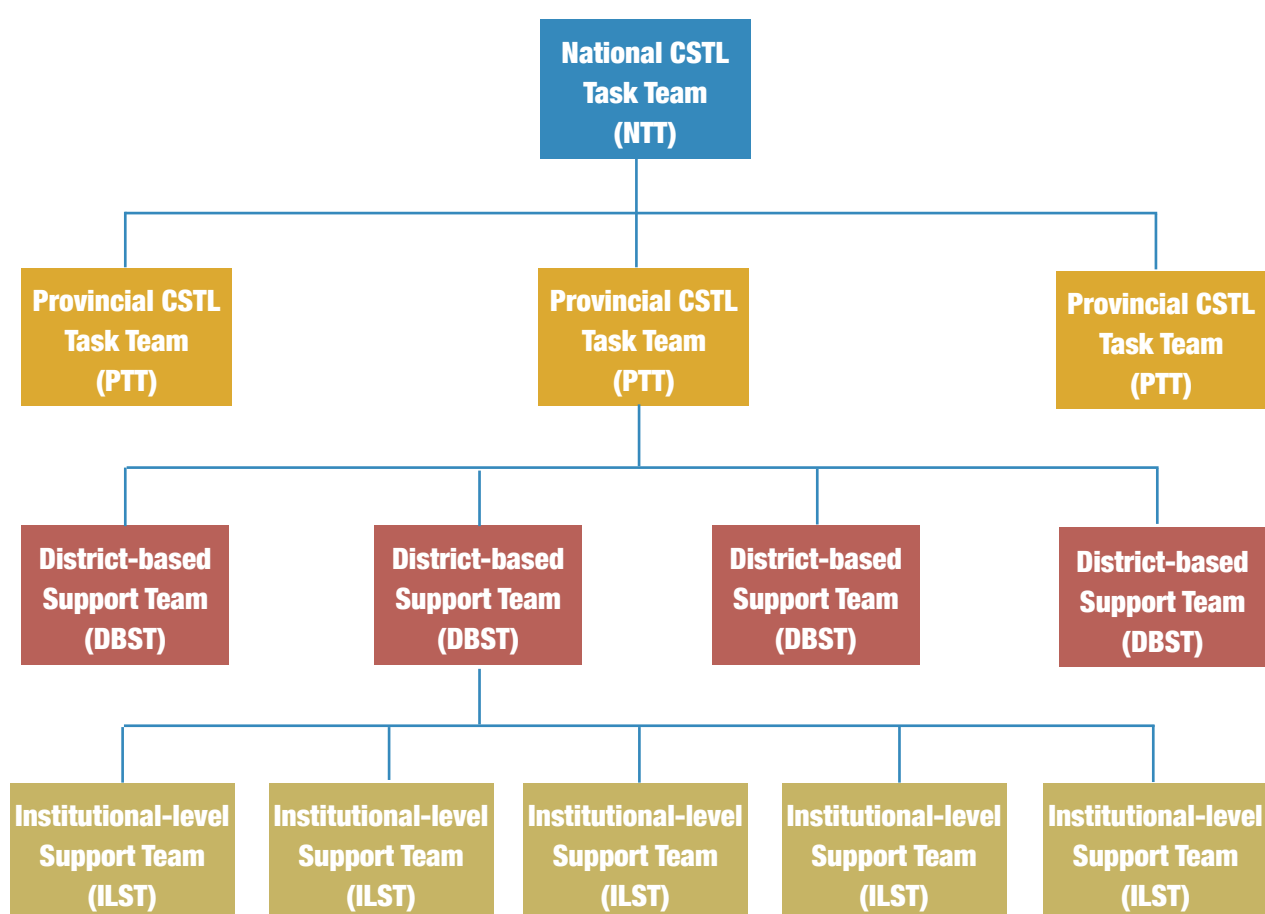 National CSTL
Task Team
(NTT)
Provincial CSTL
Task Team
(PTT)
Provincial CSTL
Task Team
(PTT)
Provincial CSTL
Task Team
(PTT)
District-based
Support Team
(DBST)
District-based
Support Team
(DBST)
District-based
Support Team
(DBST)
District-based
Support Team
(DBST)
Institutional-level
Support Team
(ILST)
Institutional-level
Support Team
(ILST)
Institutional-level
Support Team
(ILST)
Institutional-level
Support Team
(ILST)
Institutional-level
Support Team
(ILST)